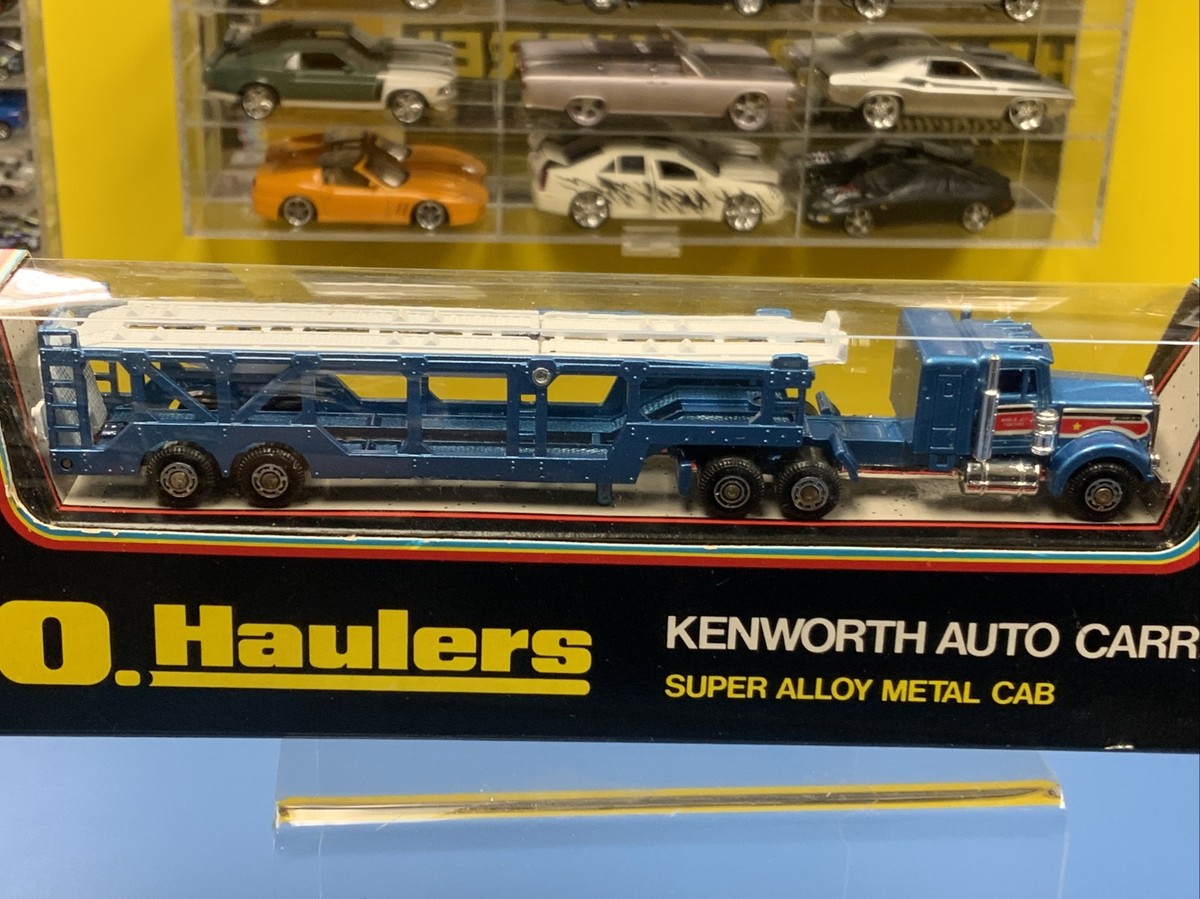 O. Haulers
KENWORTH AUTO CARR
SUPER ALLOY METAL CAB